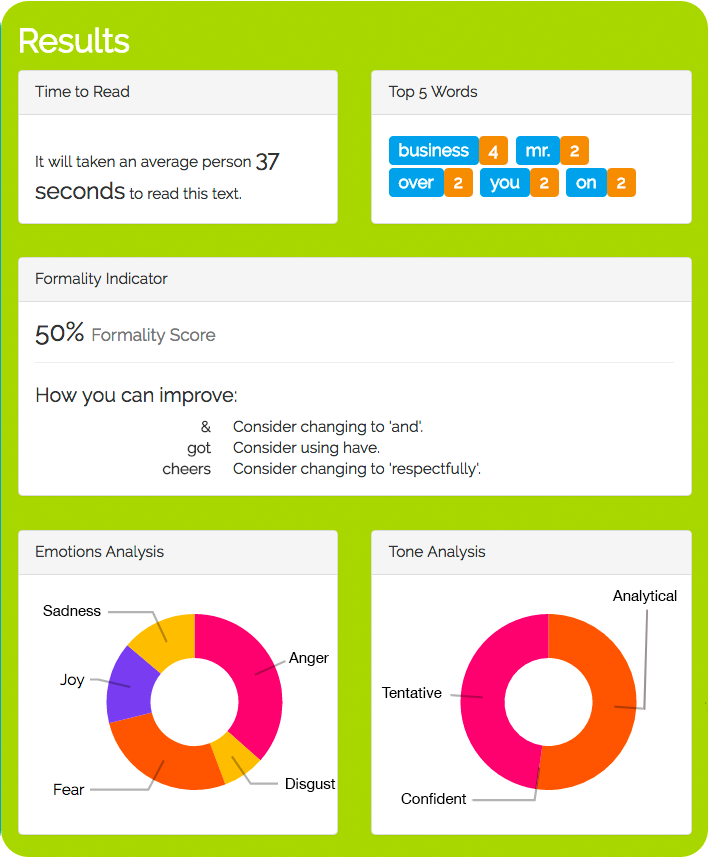 Results
Time to Read
It will taken an average person 37
seconds to read this text.
Top 5 Words
business 4 mr. 2
over 2 you 2 on 2
Formality Indicator
50% Formality Score
How you can improve:
& Consider changing to 'and'.
got Consider using have.
cheers Consider changing to 'respectfully'.
Emotions Analysis
Sadness
Anger
Joy
Disgust
Fear
Tone Analysis
Analytical
Tentative
Confident